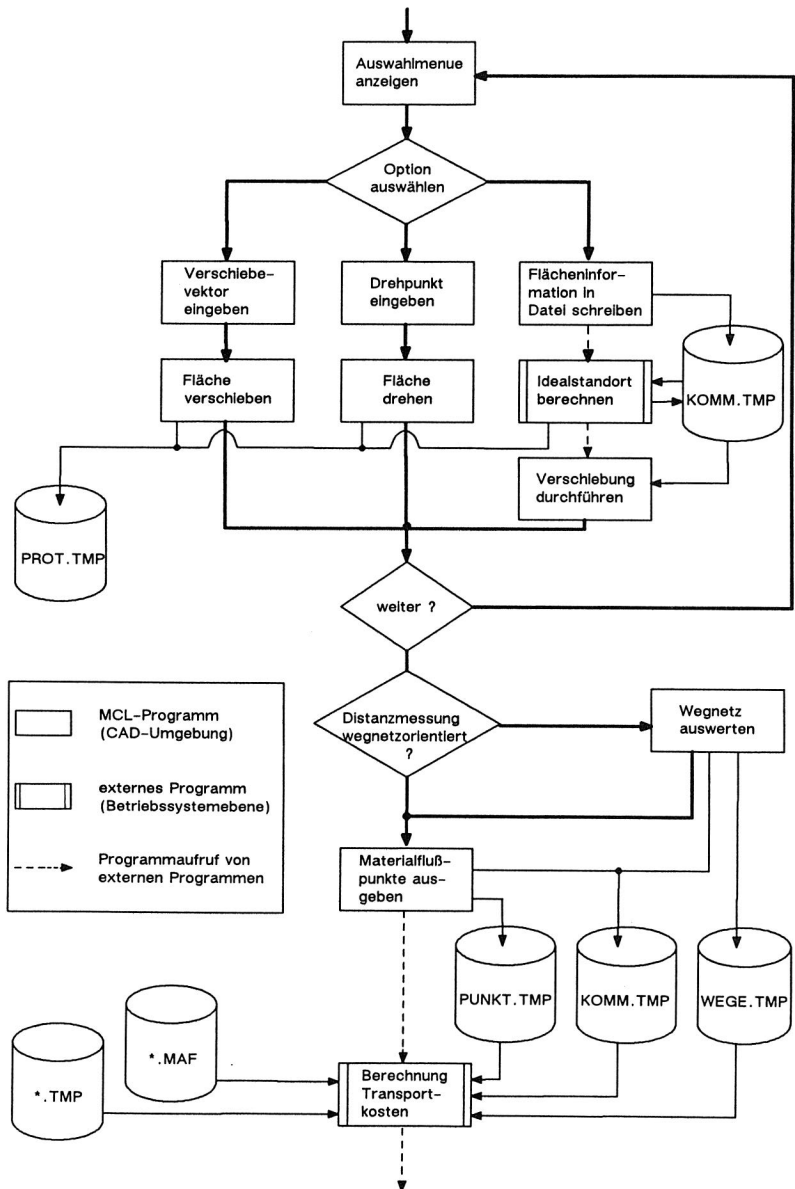 Auswahlmenue
anzeigen
Option
auswählen
Verschiebe-
vektor
eingeben
Drehpunkt
eingeben
Flächeninfor-
mation in
Datei schreiben
Fläche
verschieben
Fläche
drehen
Idealstandort
berechnen
KOMM.TMP
Verschiebung
durchführen
PROT.TMP
weiter ?
MCL-Programm
(CAD-Umgebung)
externes Programm
(Betriebssystemebene)
Programmaufruf von
externen Programmen
Distanzmessung
wegnetzorientiert
?
Wegnetz
auswerten
Materialfluß-
punkte aus-
geben
PUNKT.TMP
KOMM.TMP
WEGE.TMP
*.MAF
*.TMP
Berechnung
Transport-
kosten